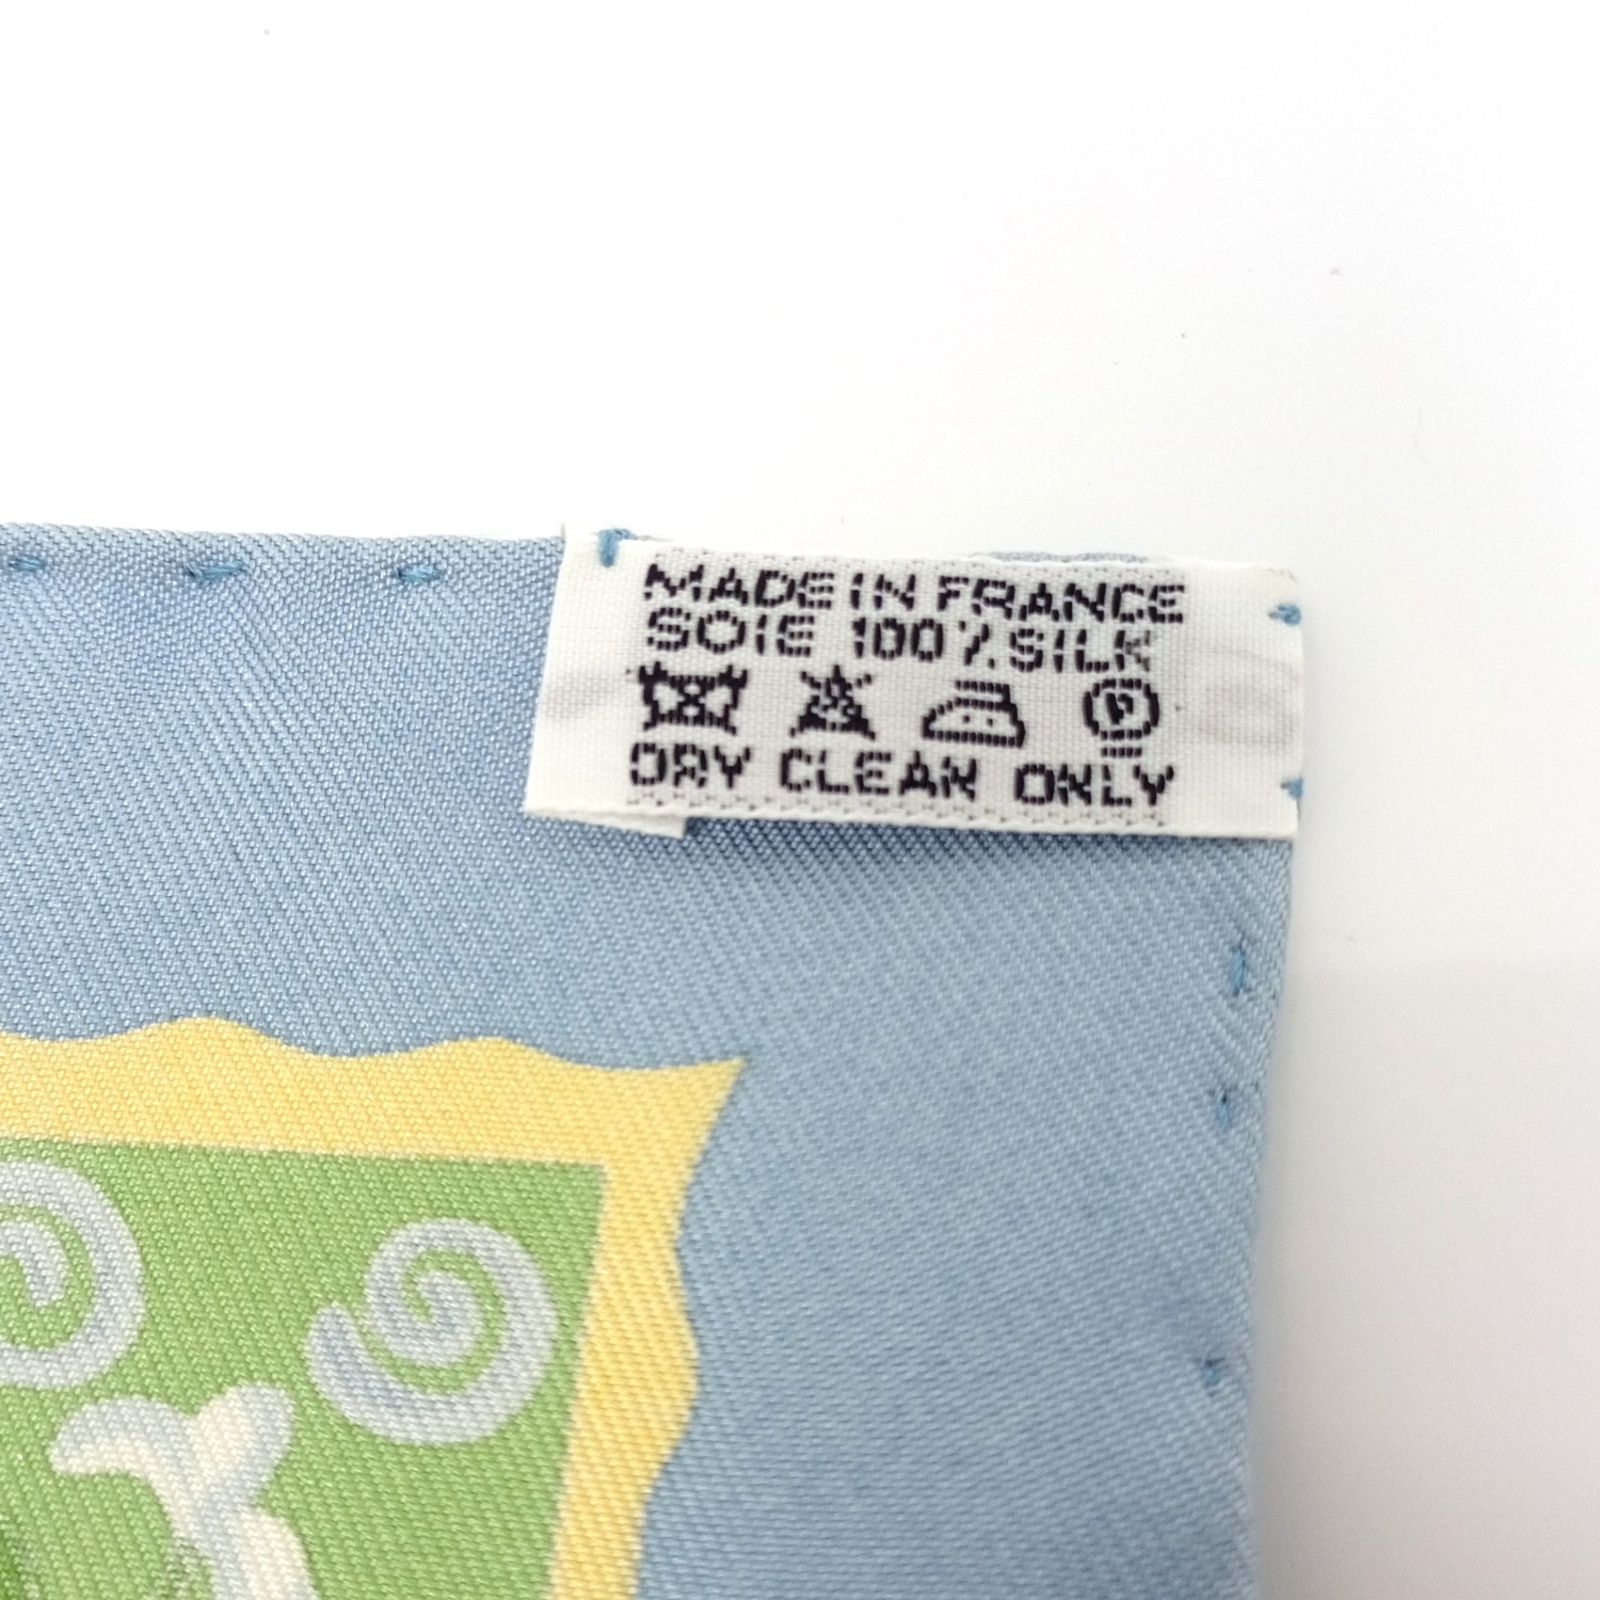 MADE IN FRANCE
SOIE 100% SILK
P
DRY CLEAN ONLY